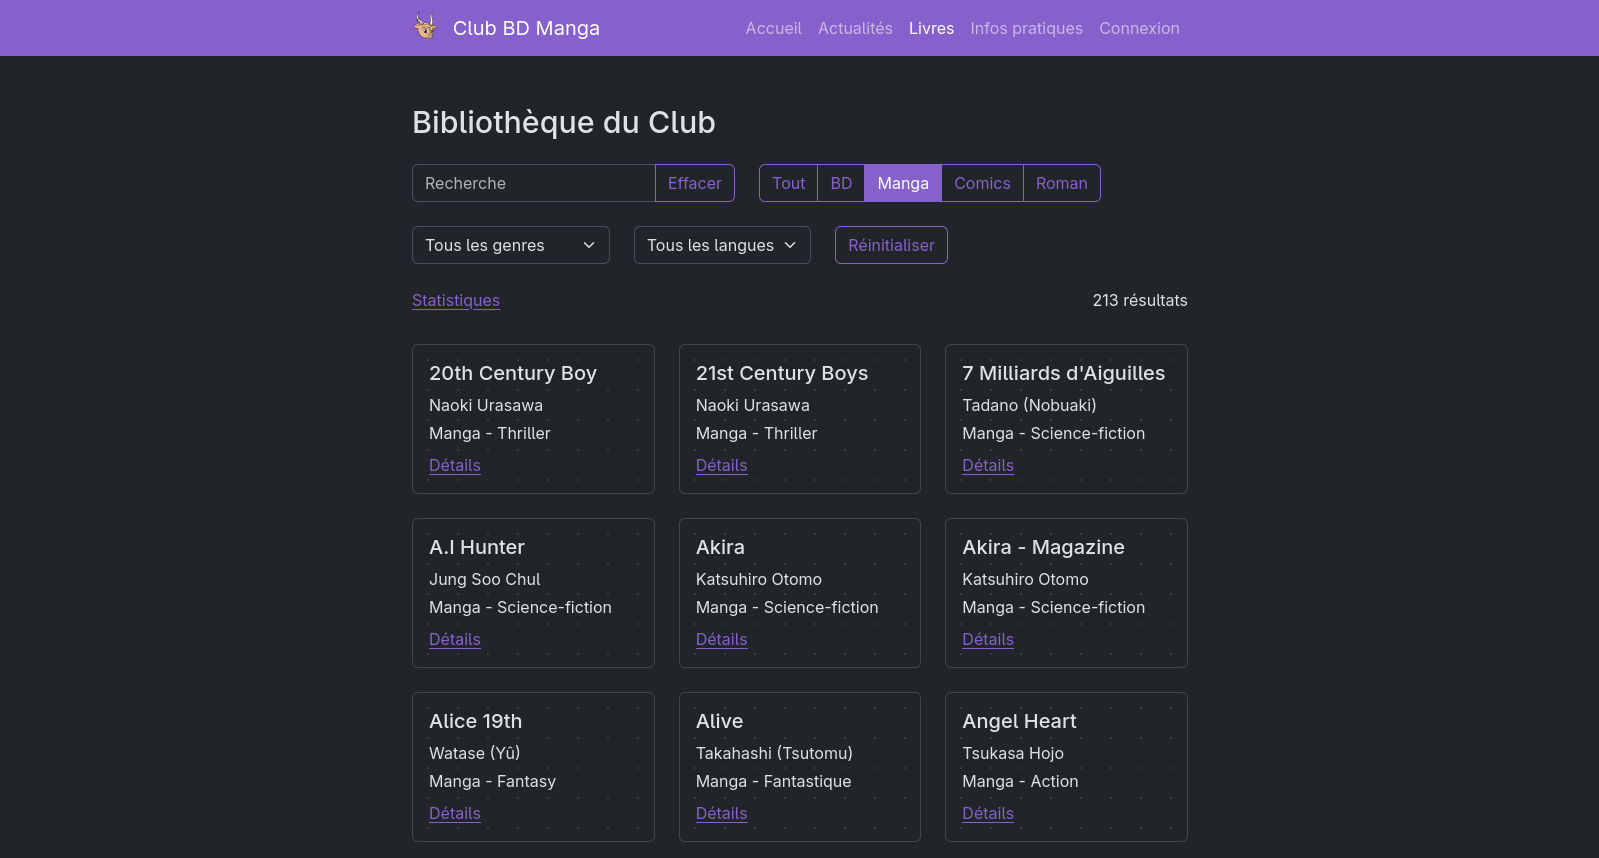 Club BD Manga
Accueil Actualités Livres Infos pratiques Connexion
Bibliothèque du Club
Recherche Effacer Tout BD Manga Comics Roman
Tous les genres Tous les langues Réinitialiser
Statistiques 213 résultats
20th Century Boy
Naoki Urasawa
Manga - Thriller
Détails
21st Century Boys
Naoki Urasawa
Manga - Thriller
Détails
7 Milliards d'Aiguilles
Tadano (Nobuaki)
Manga - Science-fiction
Détails
A.I Hunter
Jung Soo Chul
Manga - Science-fiction
Détails
Akira
Katsuhiro Otomo
Manga - Science-fiction
Détails
Akira - Magazine
Katsuhiro Otomo
Manga - Science-fiction
Détails
Alice 19th
Watase (Yû)
Manga - Fantasy
Détails
Alive
Takahashi (Tsutomu)
Manga - Fantastique
Détails
Angel Heart
Tsukasa Hojo
Manga - Action
Détails